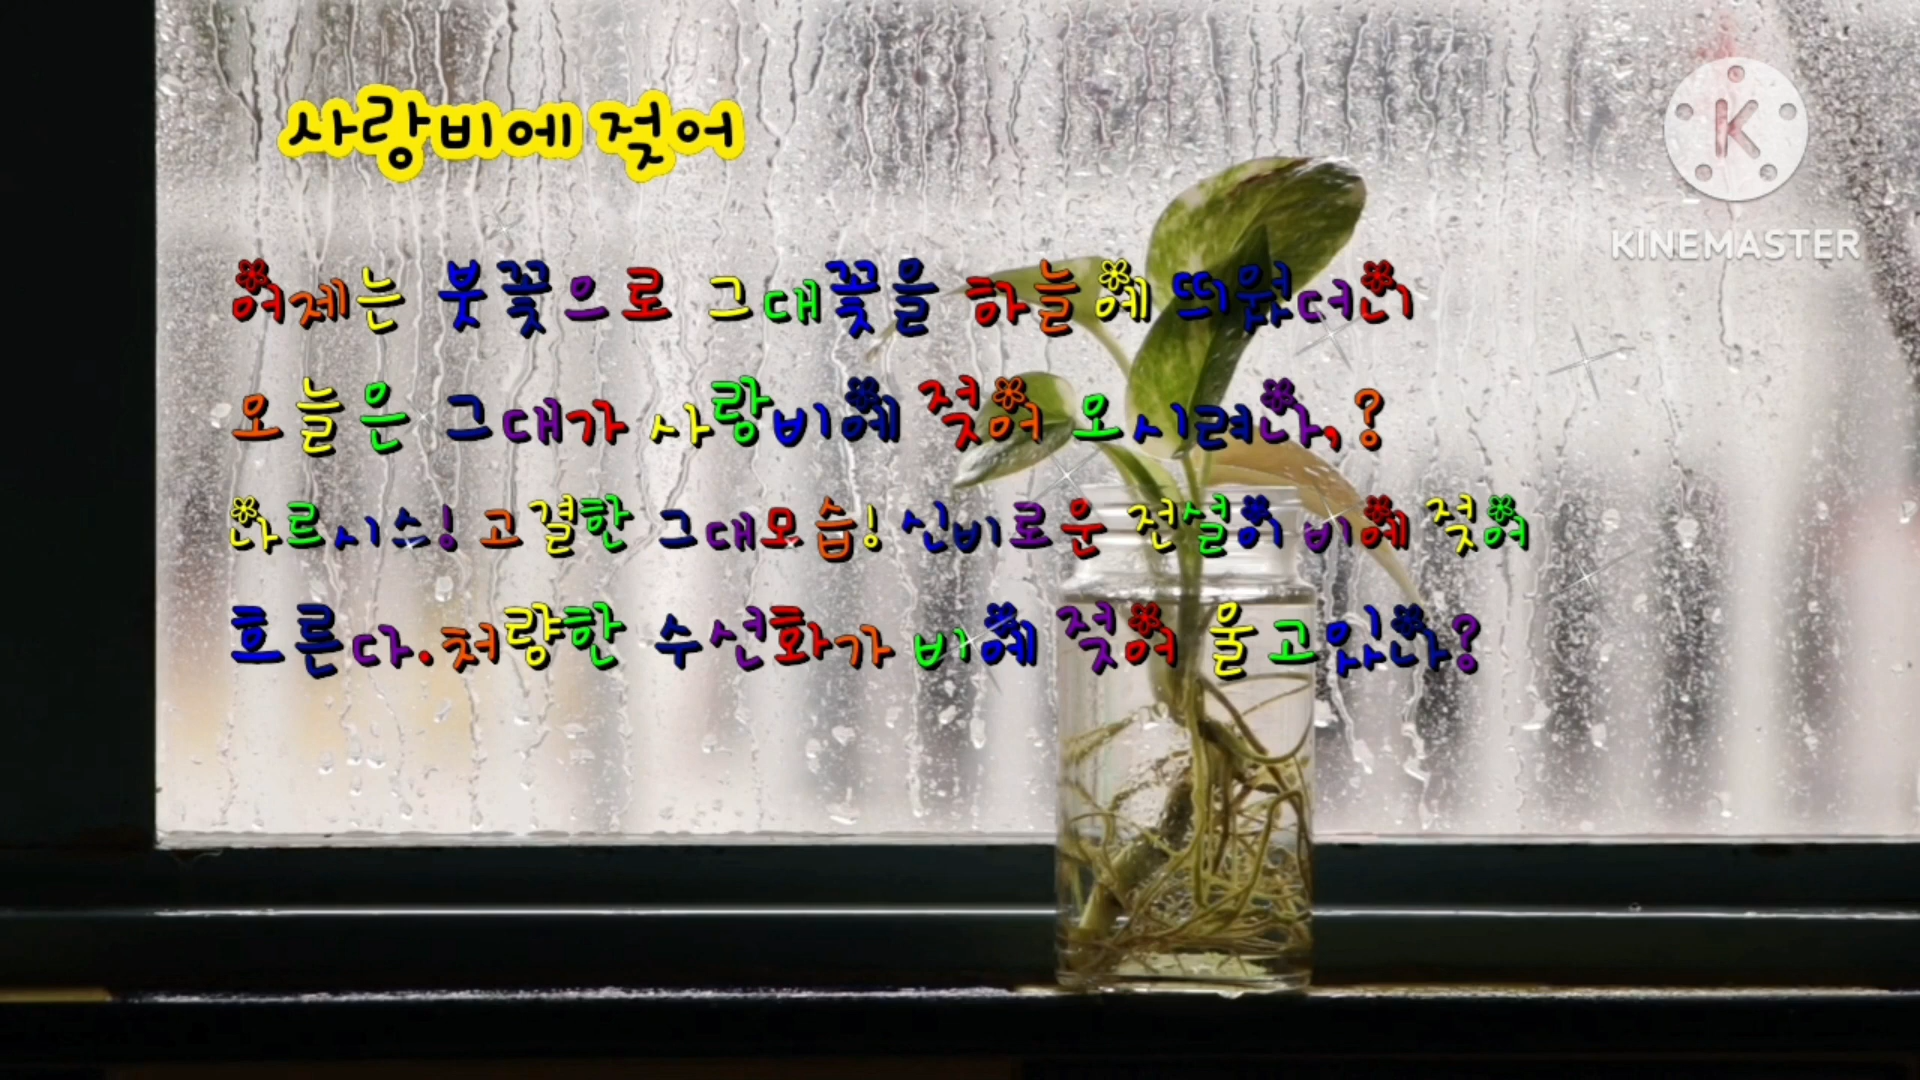 사랑비에 젖어
K
KINEMASTER
어제는 붓꽃으로 그대꽃을 하늘에 띄웠더니
오늘은 그대가 사랑비에 젖어 오시려나,?
나르시스! 고결한 그대모습! 신비로운 전설이 비에 젖어
흐른다.처량한 수선화가 비에 젖어 울고있나?